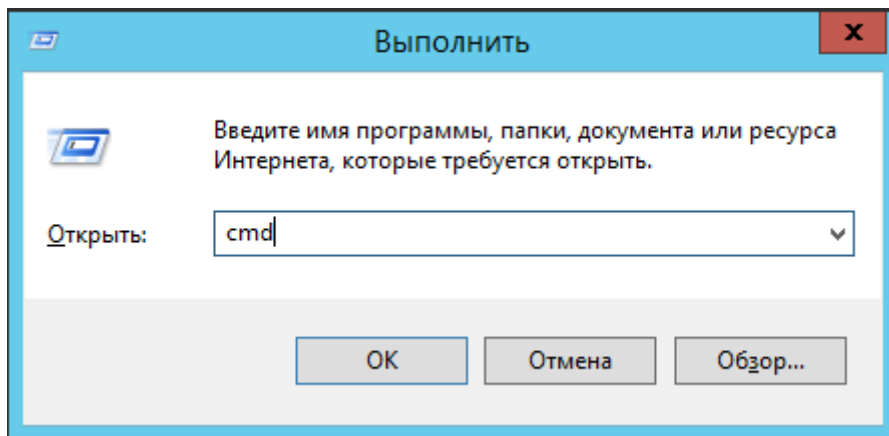 Выполнить
Введите имя программы, папки, документа или ресурса
Интернета, которые требуется открыть.
Открыть: cmd
OK Отмена Обзор...